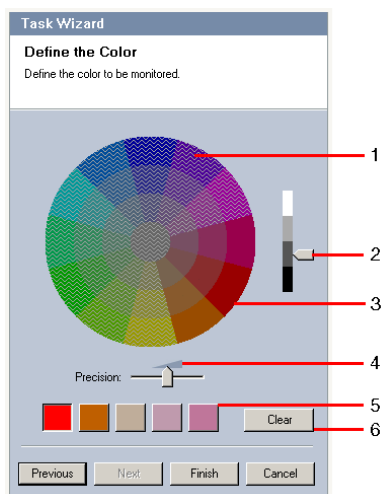 Task Wizard
Define the Color
Define the color to be monitored.
1
2
3
4
Precision:
5
Clear
6
Previous Next Finish Cancel